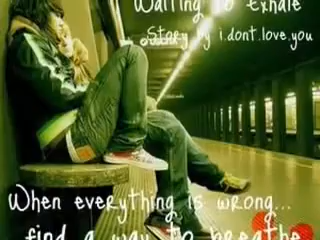 Waiting to Exhale
Story by i.dont.love.you
When everything is wrong...
find a way to breathe